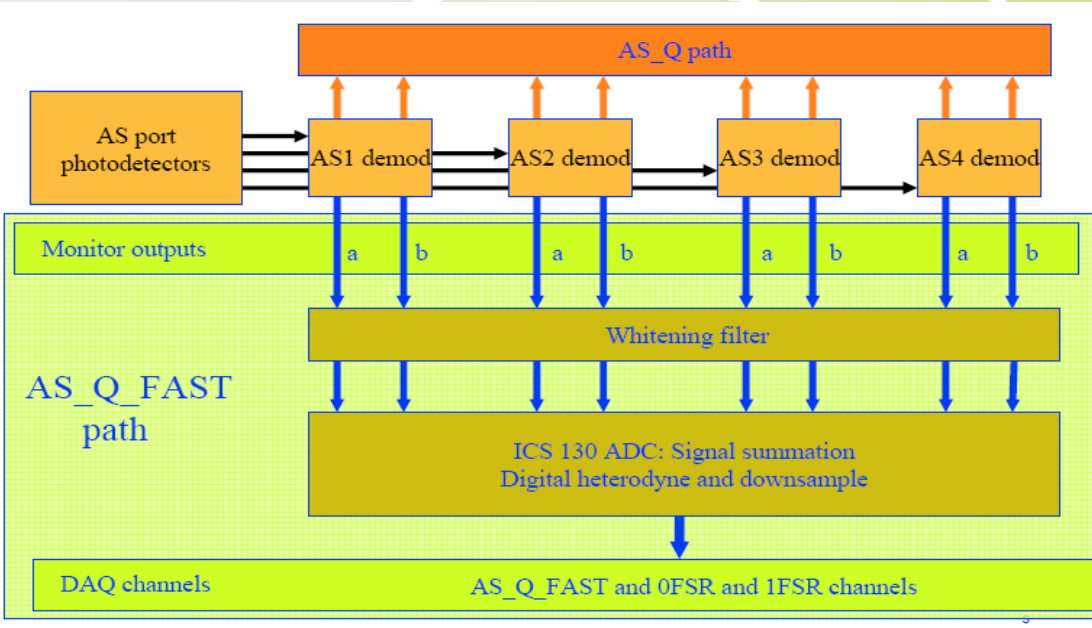 AS_Q path
AS port
photodetectors
AS1 demod
AS2 demod
AS3 demod
AS4 demod
Monitor outputs
a
b
a
b
a
b
a
b
Whitening filter
AS_Q_FAST
path
ICS 130 ADC: Signal summation
Digital heterodyne and downsample
DAQ channels
AS_Q_FAST and 0FSR and 1FSR channels